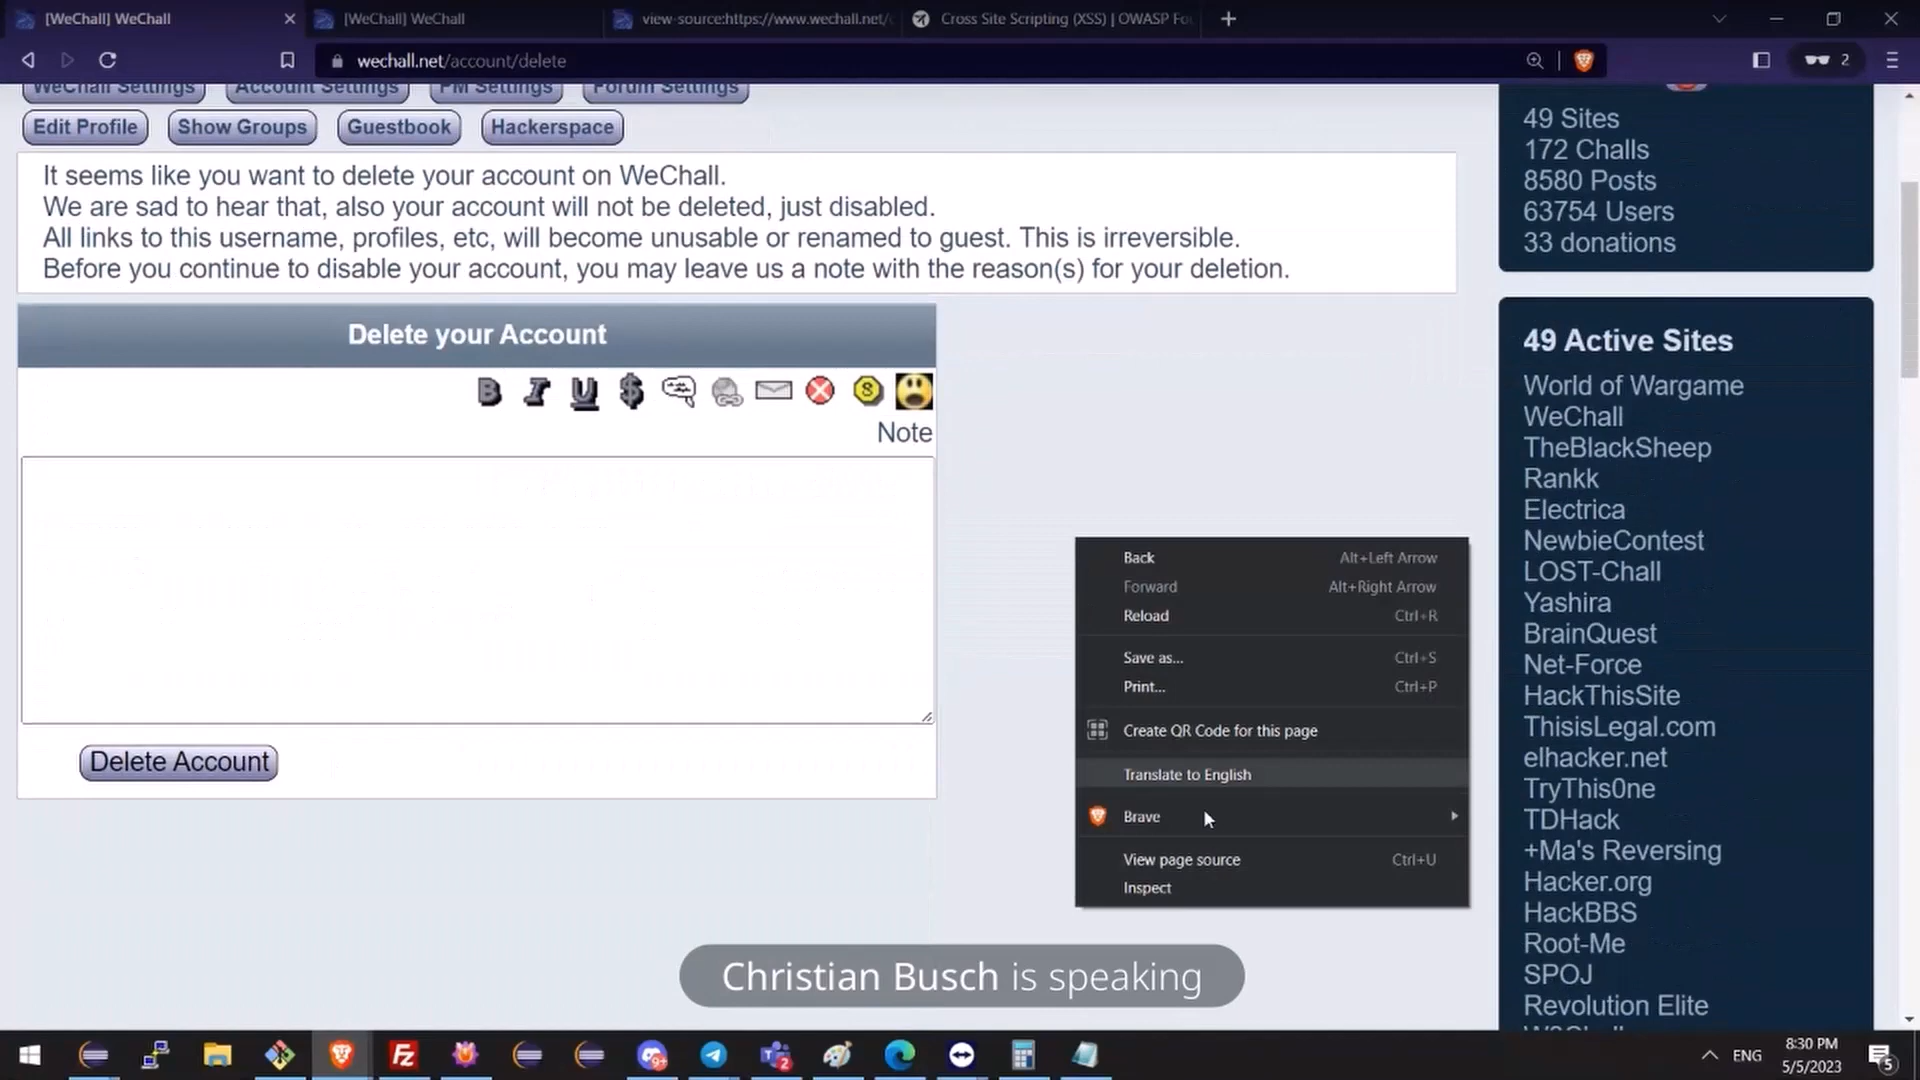 [WeChall] WeChall
[WeChall] WeChall
view-source:https://www.wechall.net/
Cross Site Scripting (XSS) | OWASP Fo
wechall.net/account/delete
2
WeChall Settings
Account Settings
PM Settings
Forum Settings
Edit Profile
Show Groups
Guestbook
Hackerspace
It seems like you want to delete your account on WeChall.
We are sad to hear that, also your account will not be deleted, just disabled.
All links to this username, profiles, etc, will become unusable or renamed to guest. This is irreversible.
Before you continue to disable your account, you may leave us a note with the reason(s) for your deletion.
Delete your Account
B I U $
Note
Delete Account
Back Alt+Left Arrow
Forward Alt+Right Arrow
Reload Ctrl+R
Save as... Ctrl+S
Print... Ctrl+P
Create QR Code for this page
Translate to English
Brave
View page source Ctrl+U
Inspect
49 Sites
172 Challs
8580 Posts
63754 Users
33 donations
49 Active Sites
World of Wargame
WeChall
TheBlackSheep
Rankk
Electrica
NewbieContest
LOST-Chall
Yashira
BrainQuest
Net-Force
HackThisSite
ThisisLegal.com
elhacker.net
TryThis0ne
TDHack
+Ma's Reversing
Hacker.org
HackBBS
Root-Me
SPOJ
Revolution Elite
Christian Busch is speaking
ENG
8:30 PM
5/5/2023
5